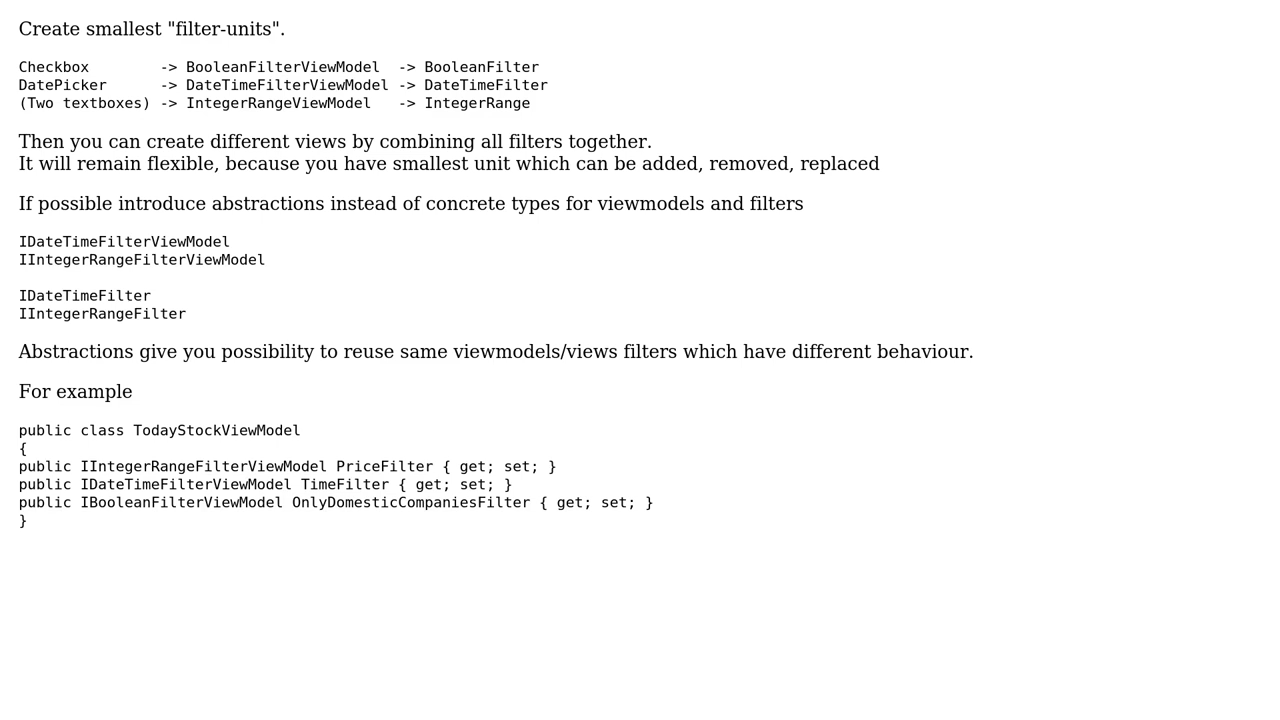 Create smallest "filter-units".
Checkbox        -> BooleanFilterViewModel  -> BooleanFilter
DatePicker      -> DateTimeFilterViewModel -> DateTimeFilter
(Two textboxes) -> IntegerRangeViewModel   -> IntegerRange
Then you can create different views by combining all filters together.
It will remain flexible, because you have smallest unit which can be added, removed, replaced
If possible introduce abstractions instead of concrete types for viewmodels and filters
IDateTimeFilterViewModel
IIntegerRangeFilterViewModel
IDateTimeFilter
IIntegerRangeFilter
Abstractions give you possibility to reuse same viewmodels/views filters which have different behaviour.
For example
public class TodayStockViewModel
{
public IIntegerRangeFilterViewModel PriceFilter { get; set; }
public IDateTimeFilterViewModel TimeFilter { get; set; }
public IBooleanFilterViewModel OnlyDomesticCompaniesFilter { get; set; }
}